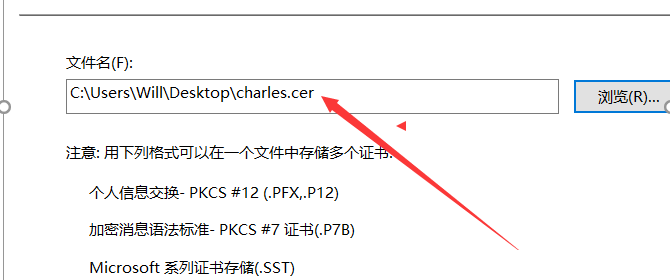 文件名(F):
C:\Users\Will\Desktop\charles.cer
浏览(R)...
注意: 用下列格式可以在一个文件中存储多个证书:
个人信息交换- PKCS #12 (.PFX,.P12)
加密消息语法标准- PKCS #7 证书(.P7B)
Microsoft 系列证书存储(.SST)